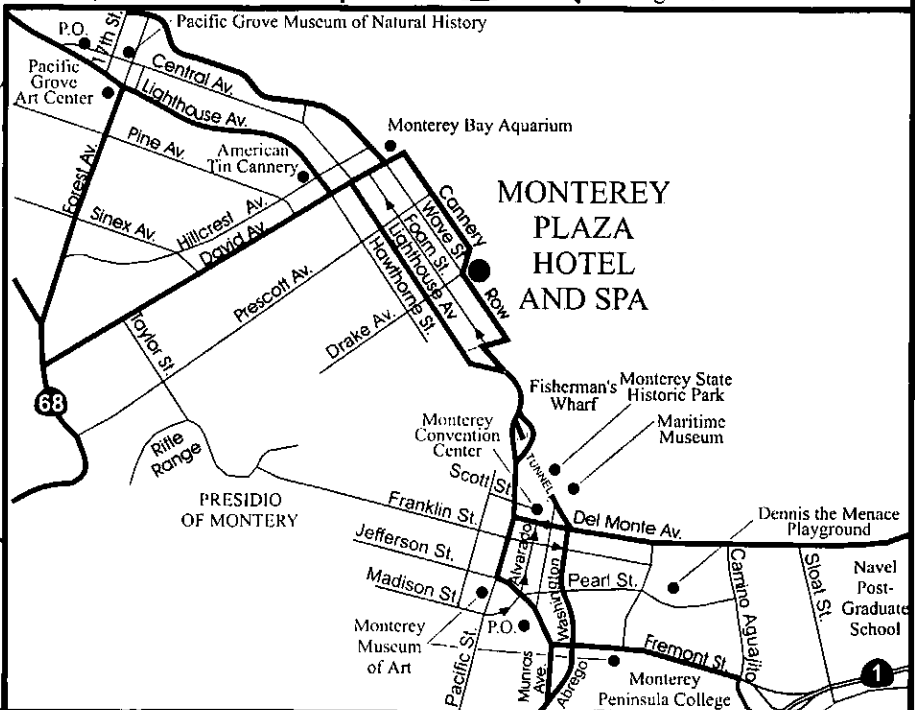 Pacific Grove Museum of Natural History
P.O.
17th St.
Pacific
Grove
Art Center
Central Av.
Lighthouse Av.
Monterey Bay Aquarium
Pine Av.
American
Tin Cannery
Forest Av.
Sinex Av.
Hillcrest Av.
David Av.
Cannery
Row
Wave St.
Foam St.
Lighthouse Av
Hawthorne St.
MONTEREY
PLAZA
HOTEL
AND SPA
Prescott Av.
Drake Av.
Taylor St.
68
Rifle
Range
PRESIDIO
OF MONTERY
Fisherman's
Wharf
Monterey State
Historic Park
Maritime
Museum
Monterey
Convention
Center
TUNNEL
Scott St
Franklin St.
Del Monte Av.
Dennis the Menace
Playground
Jefferson St.
Alvarado
Washington
Pearl St.
Madison St
Camino Aguajito
Sloat St.
Navel
Post-
Graduate
School
Monterey
Museum
of Art
P.O.
Pacific St.
Munras
Ave.
Abrego
Fremont St.
Monterey
Peninsula College
1